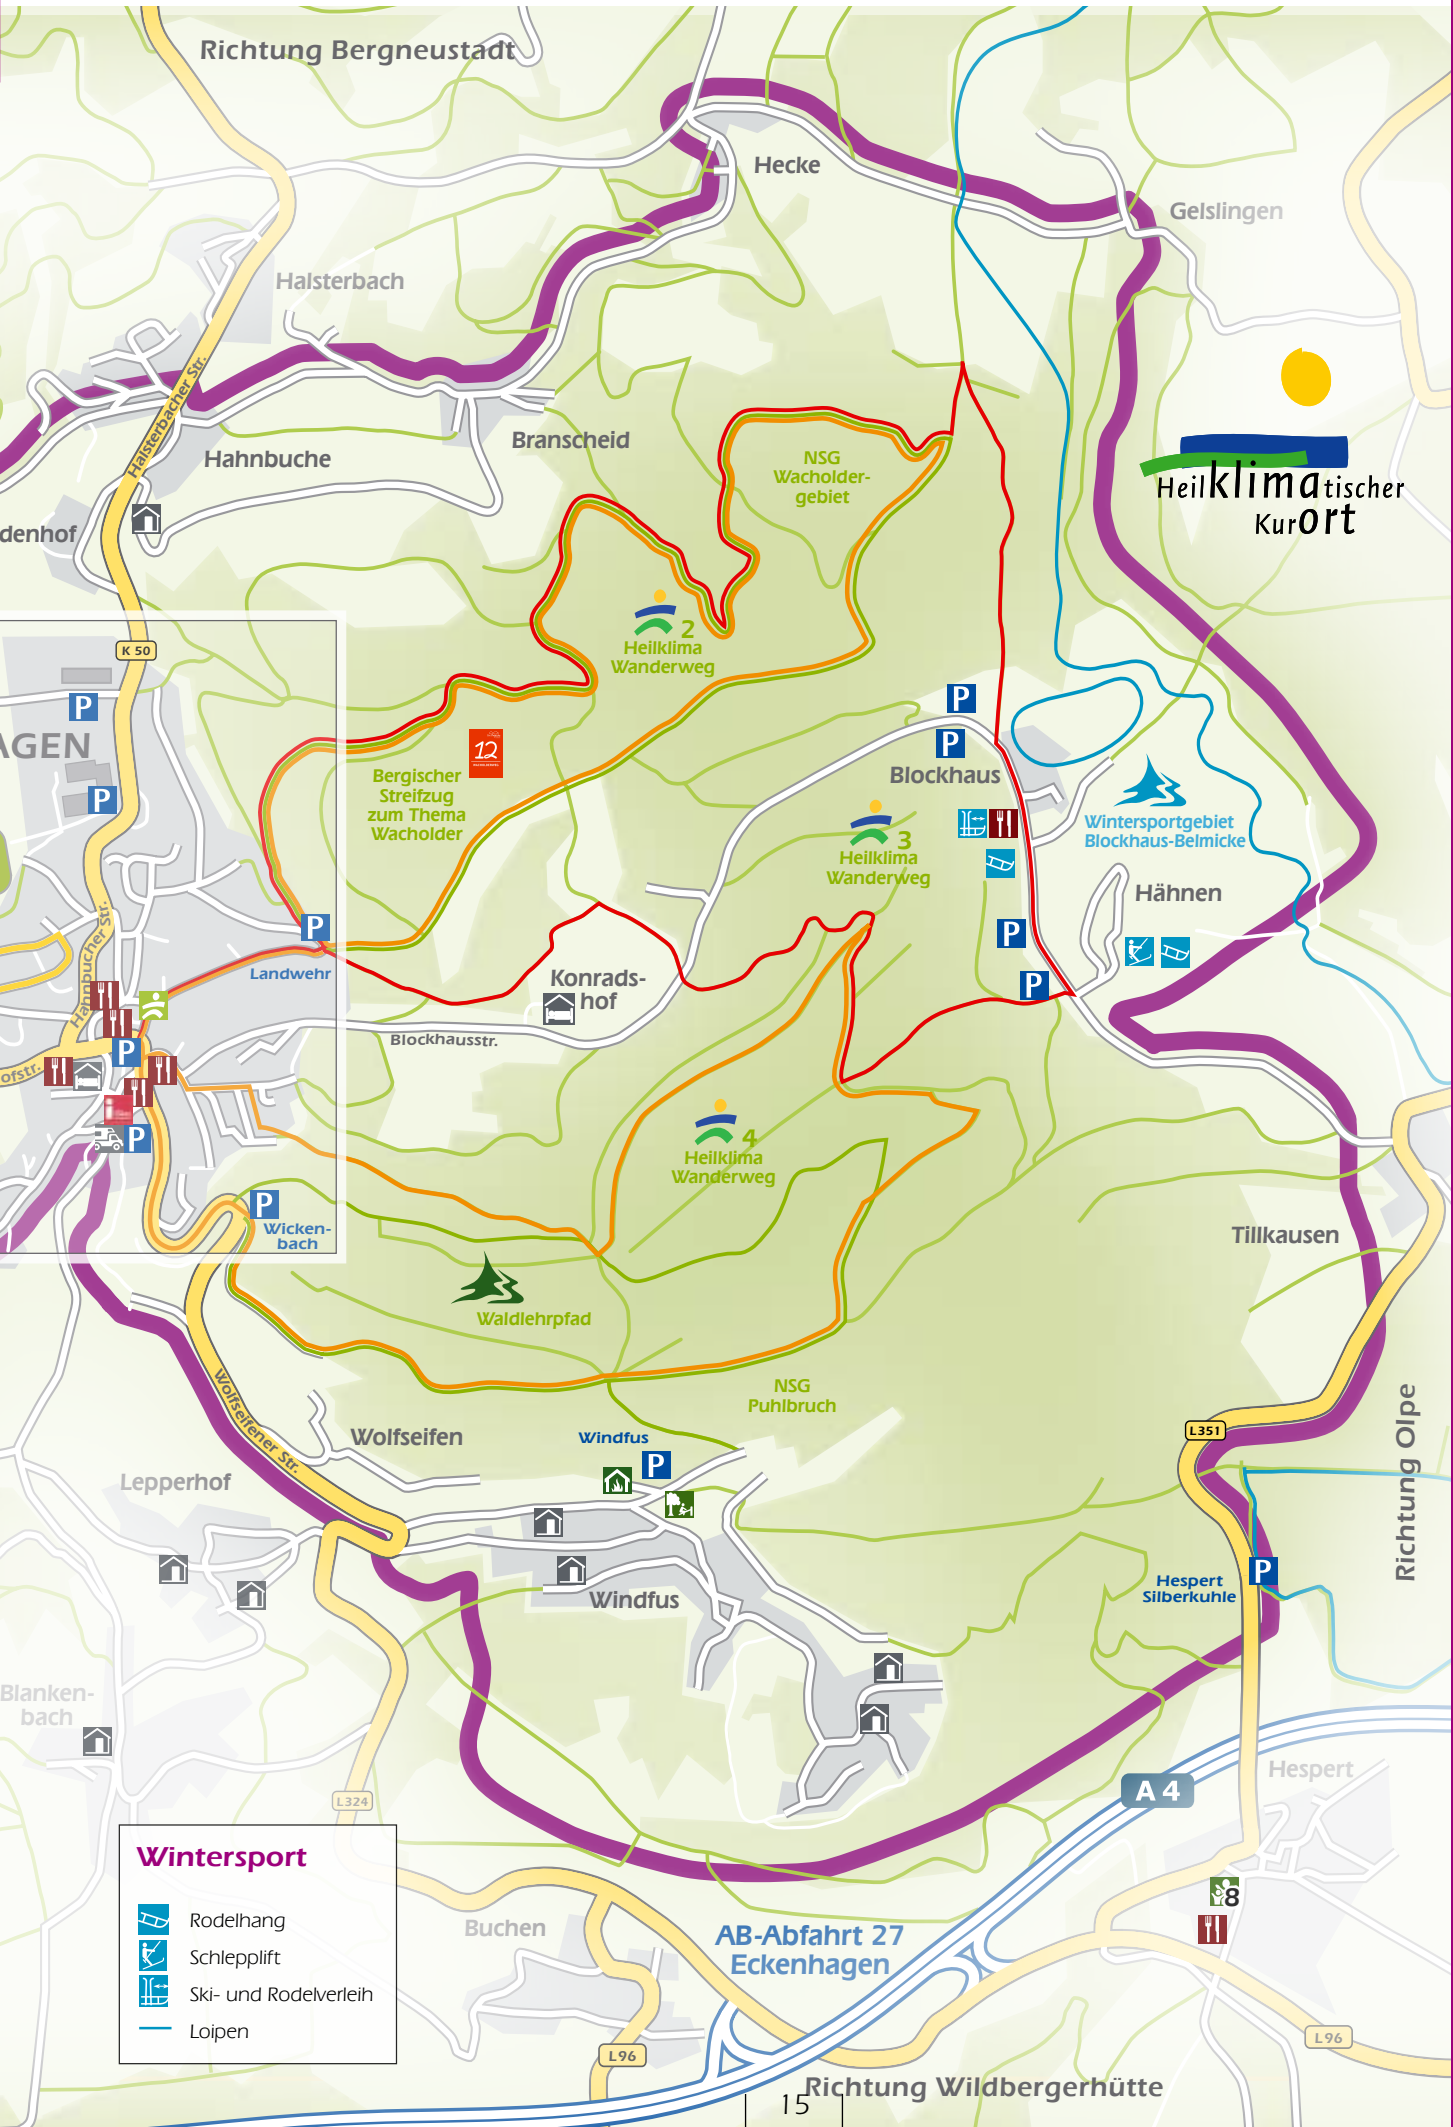 Richtung Bergneustadt
Hecke
Geislingen
Halsterbach
Halsterbacher Str.
Branscheid
Hahnbuche
NSG
Wacholder-
gebiet
Heilklimatischer
Kurort
denhof
2
Heilklima
Wanderweg
K 50
P
P
AGEN
P
P
12
Bergischer
Streifzug
zum Thema
Wacholder
Blockhaus
3
Heilklima
Wanderweg
Wintersportgebiet
Blockhaus-Belmicke
Hähnen
P
P
P
Landwehr
Hahnbucher Str.
Konrads-
hof
Blockhausstr.
P
ofstr.
P
4
Heilklima
Wanderweg
P
Wicken-
bach
Tillkausen
Waldlehrpfad
NSG
Puhlbruch
Wolfseifener Str.
Wolfseifen
Windfus
P
L351
Richtung Olpe
Lepperhof
Windfus
P
Hespert
Silberkuhle
Blanken-
bach
A 4
Hespert
L324
Wintersport
Rodelhang
Schlepplift
Ski- und Rodelverleih
Loipen
8
Buchen
AB-Abfahrt 27
Eckenhagen
L96
L96
Richtung Wildbergerhütte
15